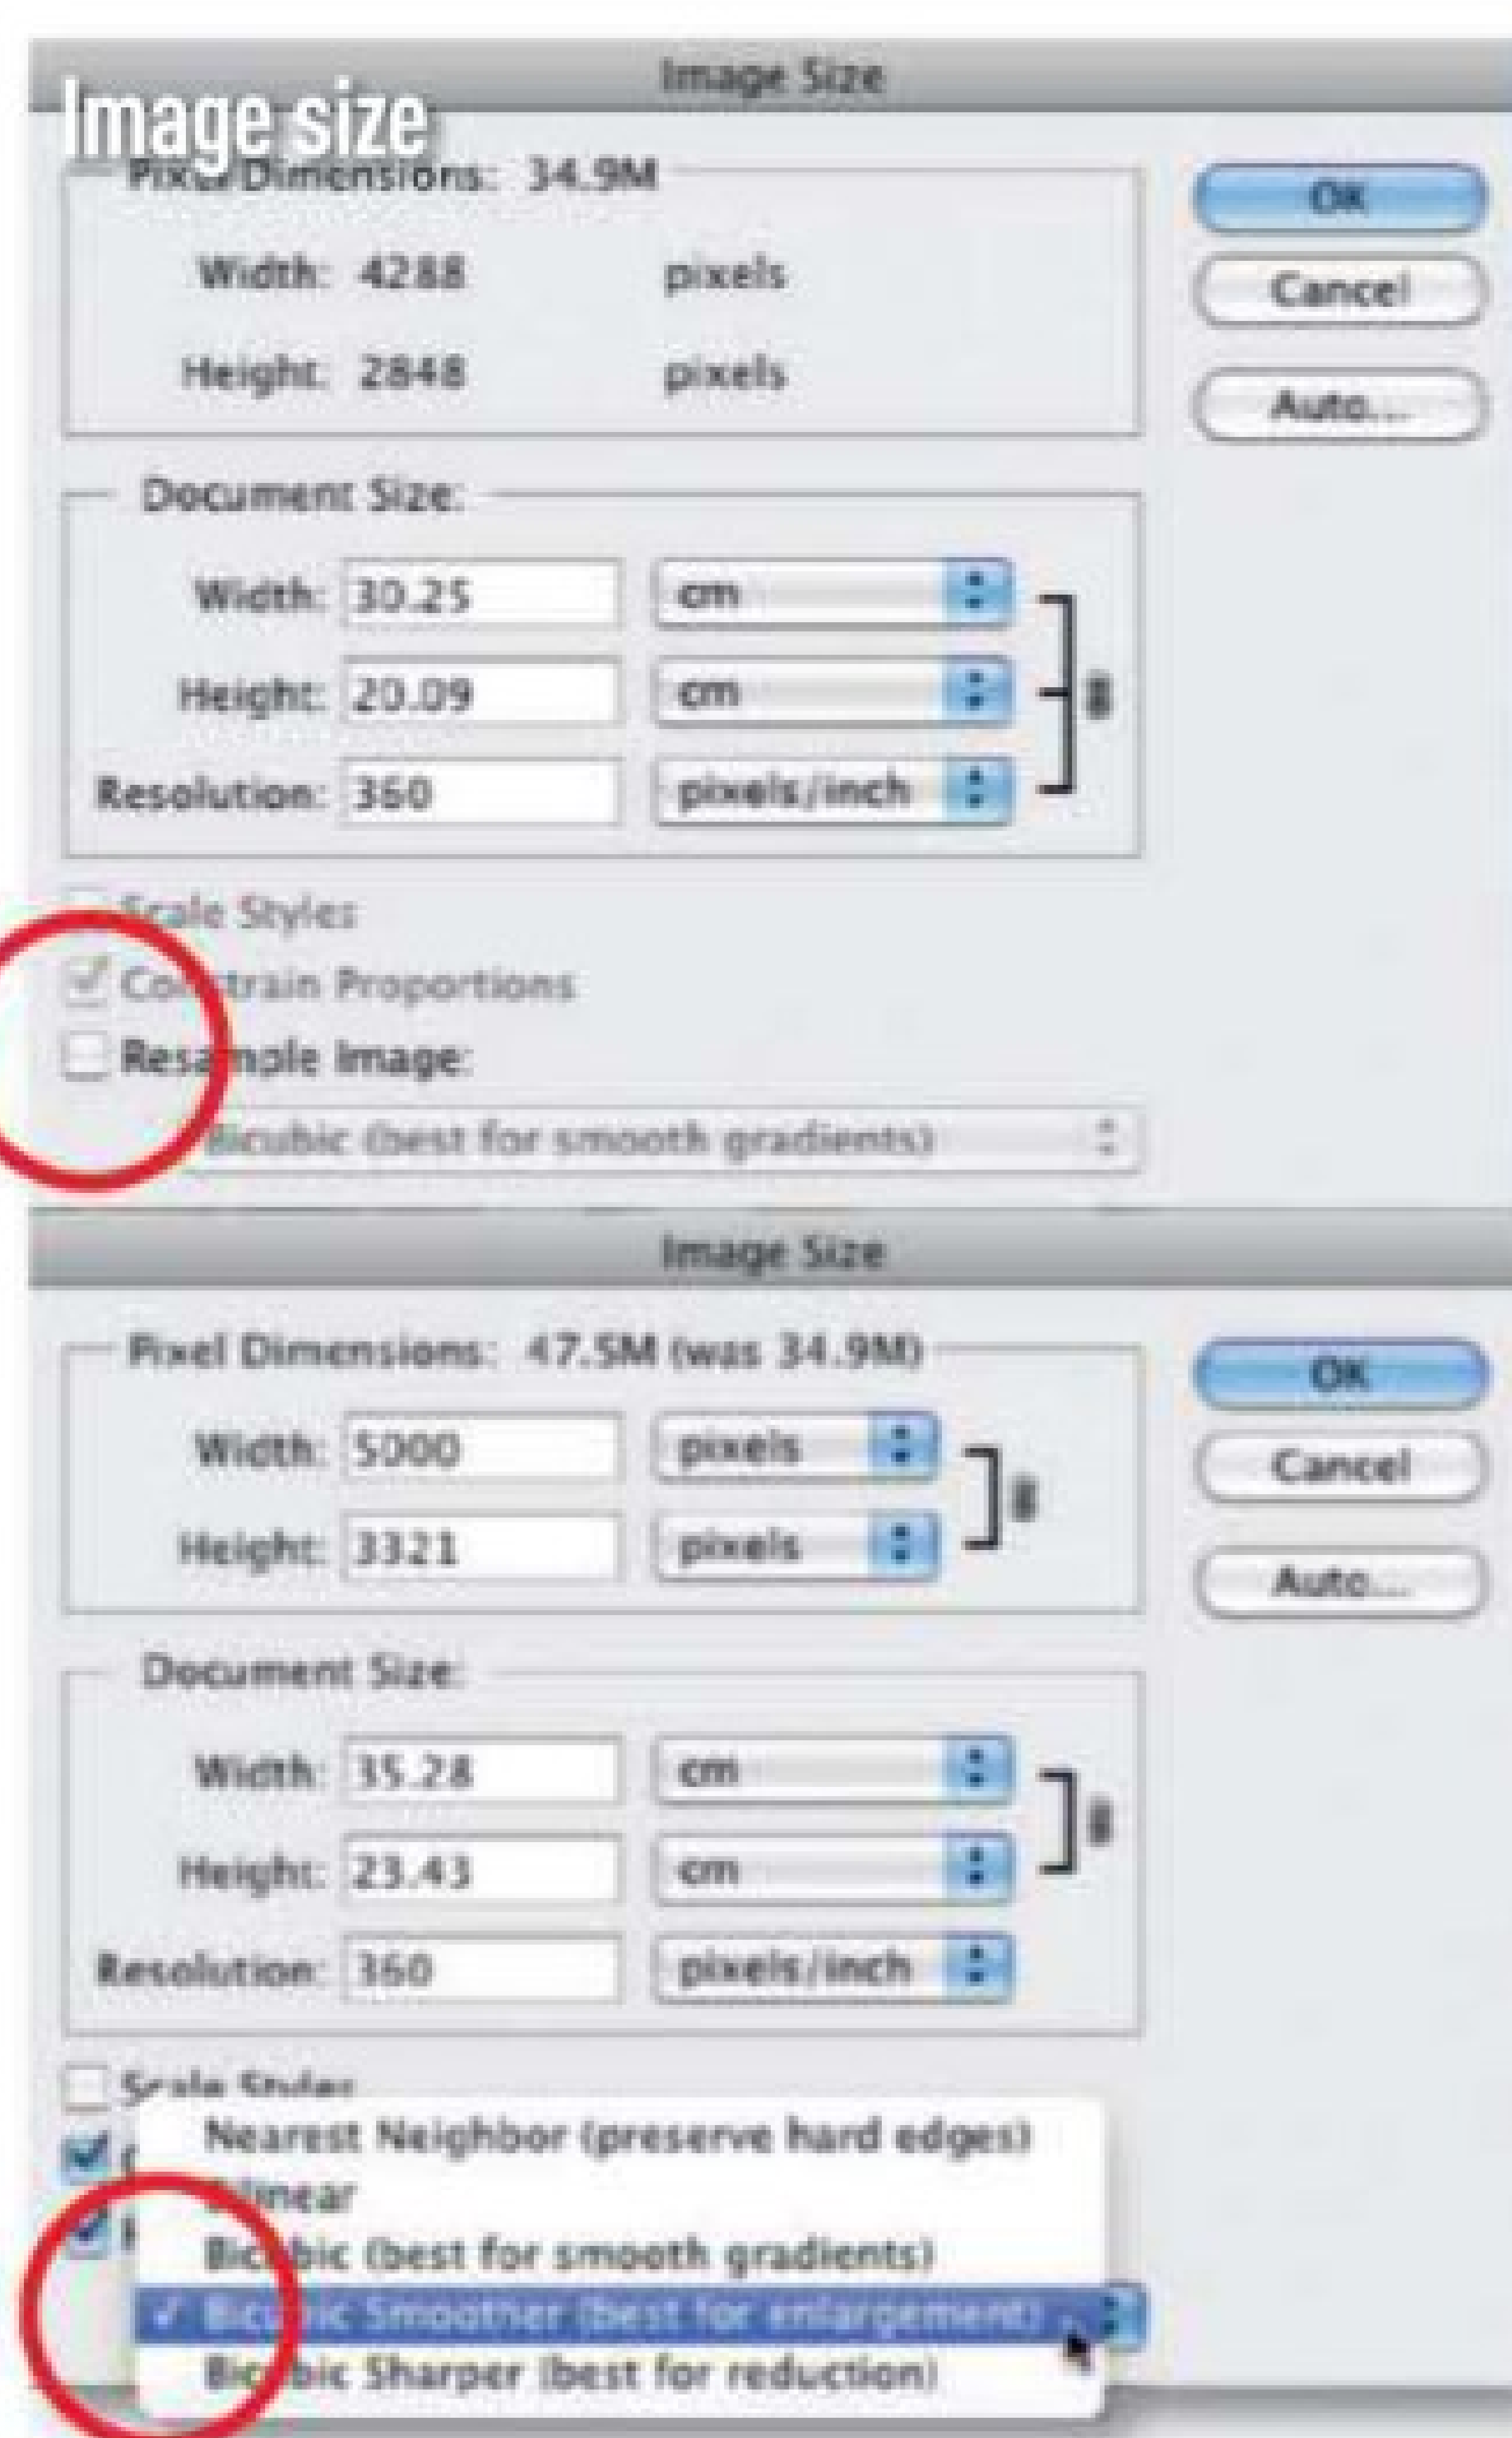 Image Size
Image size
Pixel Dimensions: 34.9M
OK
Width: 4288 pixels
Cancel
Height: 2848 pixels
Auto...
Document Size:
Width: 30.25 cm
Height: 20.09 cm
Resolution: 360 pixels/inch
Scale Styles
Constrain Proportions
Resample Image:
Bicubic (best for smooth gradients)
Image Size
Pixel Dimensions: 47.5M (was 34.9M)
OK
Width: 5000 pixels
Cancel
Height: 3321 pixels
Auto...
Document Size:
Width: 35.28 cm
Height: 23.43 cm
Resolution: 360 pixels/inch
Scale Styles
Nearest Neighbor (preserve hard edges)
Bilinear
Bicubic (best for smooth gradients)
Bicubic Smoother (best for enlargement)
Bicubic Sharper (best for reduction)